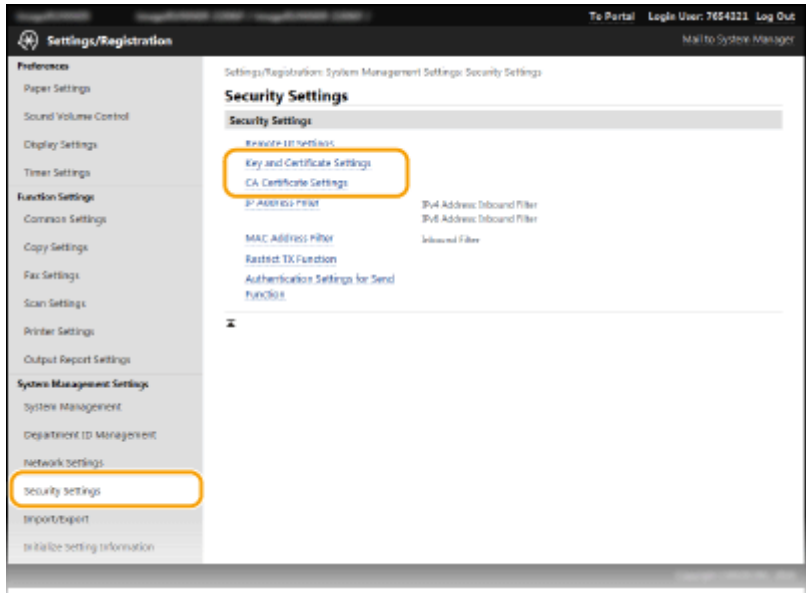 To Portal Login User: 7654321 Log Out
Settings/Registration
Mail to System Manager
Preferences
Paper Settings
Sound Volume Control
Display Settings
Timer Settings
Function Settings
Common Settings
Copy Settings
Fax Settings
Scan Settings
Printer Settings
Output Report Settings
System Management Settings
System Management
Department ID Management
Network Settings
Security Settings
Import/Export
Initialize Setting Information
Settings/Registration: System Management Settings: Security Settings
Security Settings
Security Settings
Remote UI Settings
Key and Certificate Settings
CA Certificate Settings
IP Address Filter
IPv4 Address: Inbound Filter
IPv6 Address: Inbound Filter
MAC Address Filter
Inbound Filter
Restrict TX Function
Authentication Settings for Send
Function